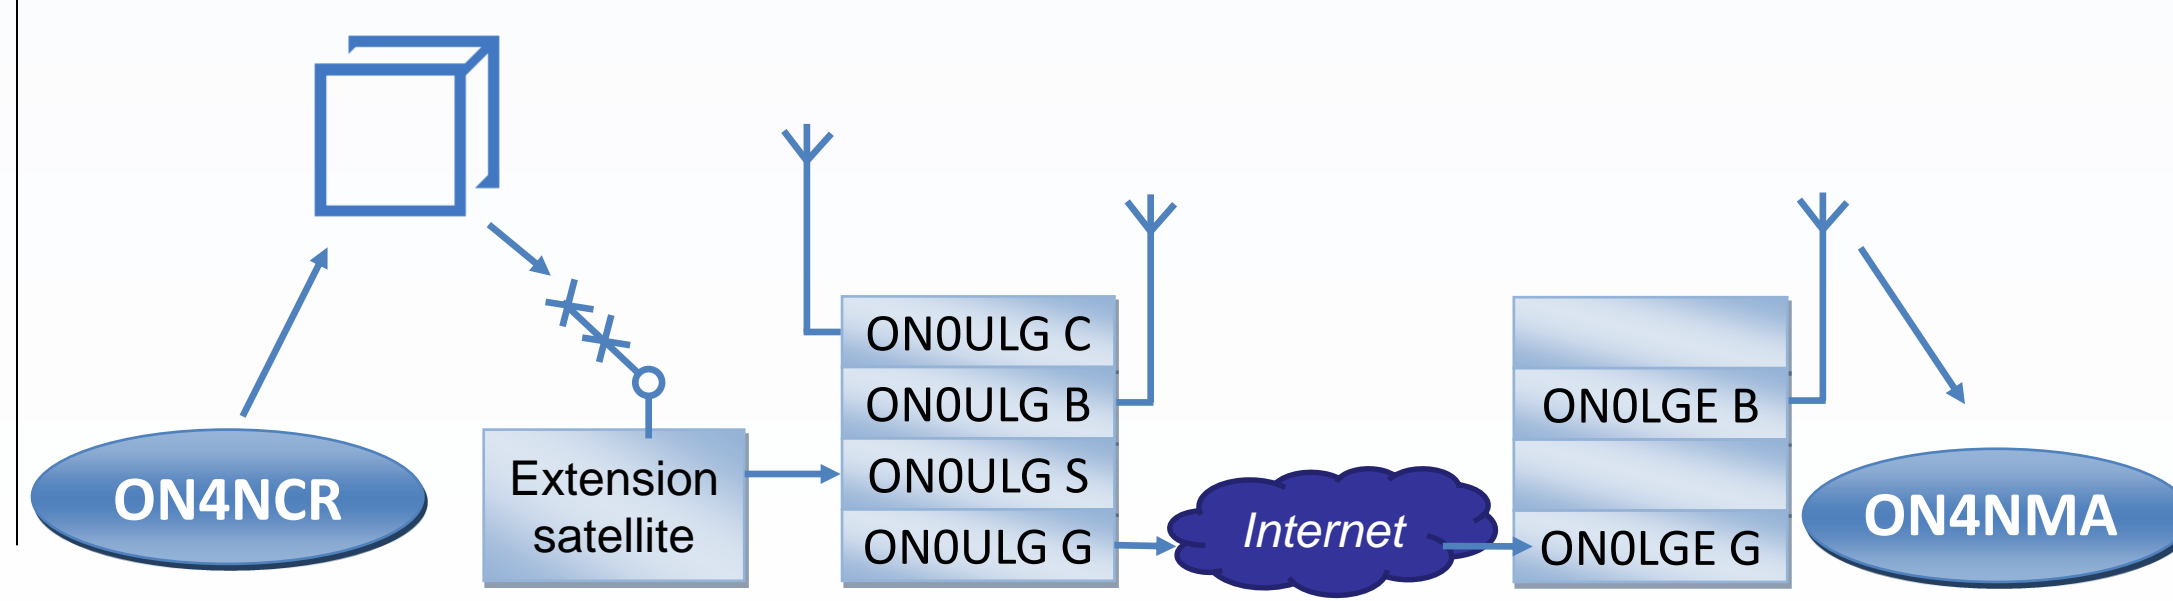 ON4NCR
Extension
satellite
ON0ULG C
ON0ULG B
ON0ULG S
ON0ULG G
Internet
ON0LGE B
ON0LGE G
ON4NMA